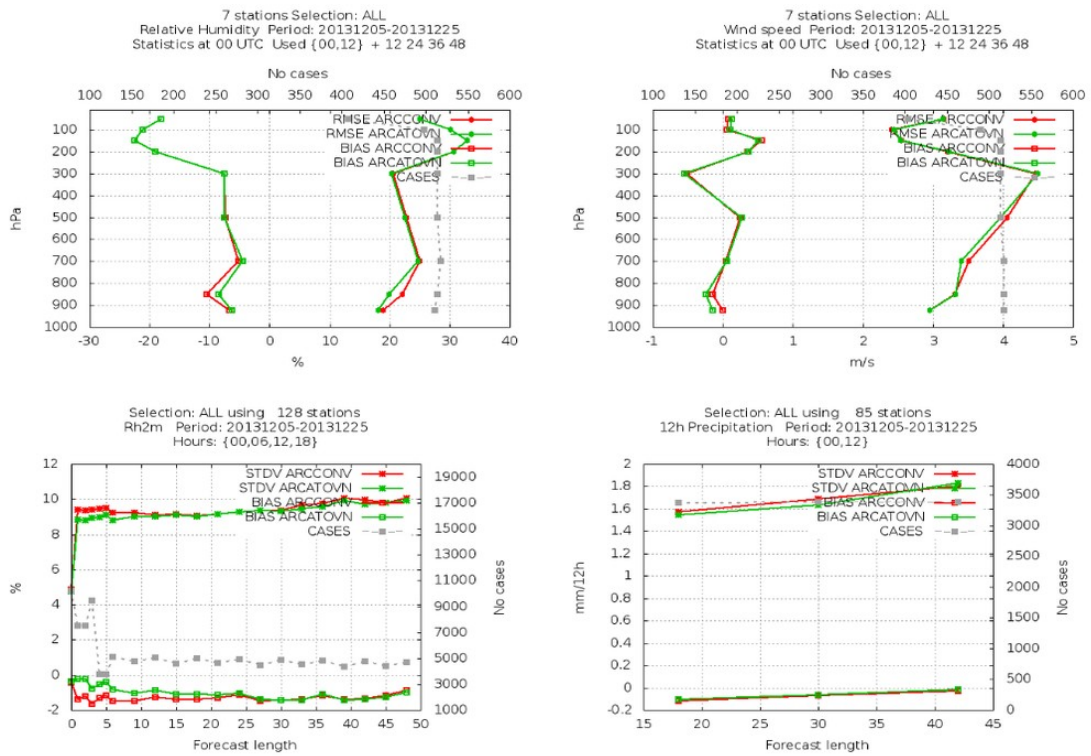 7 stations Selection: ALL
Relative Humidity Period: 20131205-20131225
Statistics at 00 UTC Used {00,12} + 12 24 36 48
No cases
100 150 200 250 300 350 400 450 500 550 600
RMSE ARCCONV
RMSE ARCATOVN
BIAS ARCCONV
BIAS ARCATOVN
CASES
hPa
100
200
300
400
500
600
700
800
900
1000
-30 -20 -10 0 10 20 30 40
%
7 stations Selection: ALL
Wind speed Period: 20131205-20131225
Statistics at 00 UTC Used {00,12} + 12 24 36 48
No cases
100 150 200 250 300 350 400 450 500 550 600
RMSE ARCCONV
RMSE ARCATOVN
BIAS ARCCONV
BIAS ARCATOVN
CASES
hPa
100
200
300
400
500
600
700
800
900
1000
-1 0 1 2 3 4 5
m/s
Selection: ALL using 128 stations
Rh2m Period: 20131205-20131225
Hours: {00,06,12,18}
STDV ARCCONV
STDV ARCATOVN
BIAS ARCCONV
BIAS ARCATOVN
CASES
%
12
10
8
6
4
2
0
-2
19000
17000
15000
13000
11000
9000
7000
5000
3000
1000
No cases
0 5 10 15 20 25 30 35 40 45 50
Forecast length
Selection: ALL using 85 stations
12h Precipitation Period: 20131205-20131225
Hours: {00,12}
STDV ARCCONV
STDV ARCATOVN
BIAS ARCCONV
BIAS ARCATOVN
CASES
mm/12h
2
1.8
1.6
1.4
1.2
1
0.8
0.6
0.4
0.2
0
-0.2
4000
3500
3000
2500
2000
1500
1000
500
0
No cases
15 20 25 30 35 40 45
Forecast length